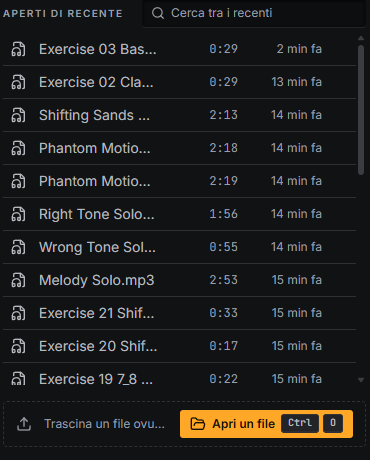 APERTI DI RECENTE
Cerca tra i recenti
Exercise 03 Bas... 0:29 2 min fa
Exercise 02 Cla... 0:29 13 min fa
Shifting Sands ... 2:13 14 min fa
Phantom Motio... 2:18 14 min fa
Phantom Motio... 2:19 14 min fa
Right Tone Solo... 1:56 14 min fa
Wrong Tone Sol... 0:55 14 min fa
Melody Solo.mp3 2:53 15 min fa
Exercise 21 Shif... 0:33 15 min fa
Exercise 20 Shif... 0:17 15 min fa
Exercise 19 7_8 ... 0:22 15 min fa
Trascina un file ovu... Apri un file Ctrl O